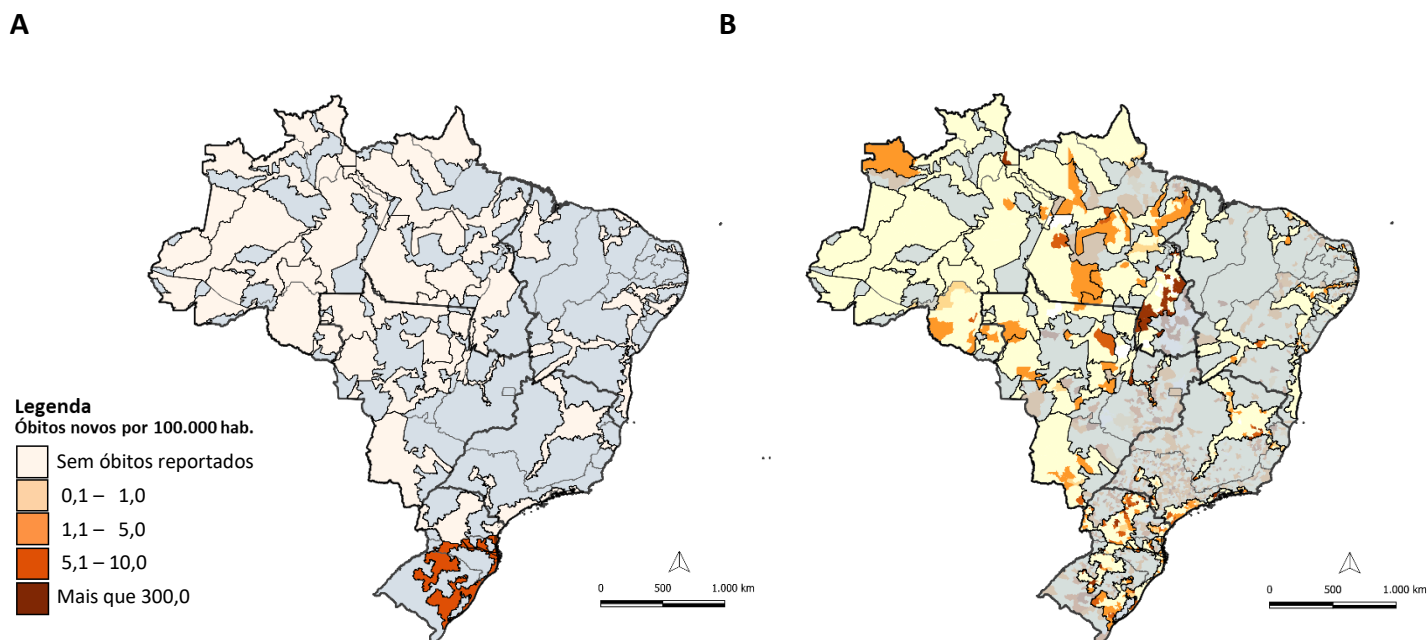 A
B
Legenda
Óbitos novos por 100.000 hab.
Sem óbitos reportados
0,1 – 1,0
1,1 – 5,0
5,1 – 10,0
Mais que 300,0
0 500 1.000 km
0 500 1.000 km